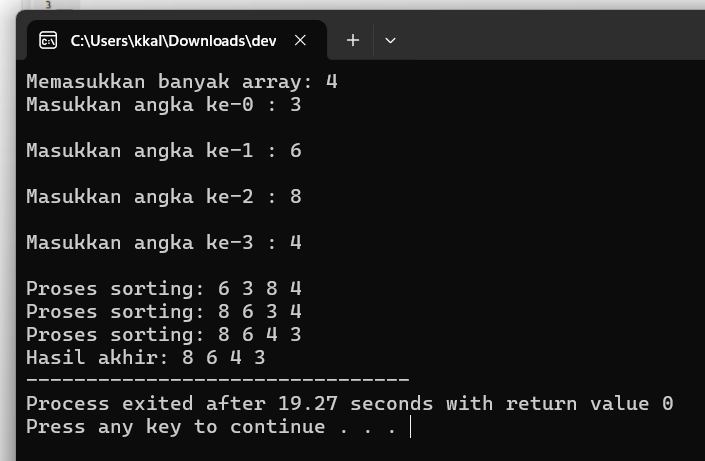 3
C:\Users\kkal\Downloads\dev
Memasukkan banyak array: 4
Masukkan angka ke-0 : 3
Masukkan angka ke-1 : 6
Masukkan angka ke-2 : 8
Masukkan angka ke-3 : 4
Proses sorting: 6 3 8 4
Proses sorting: 8 6 3 4
Proses sorting: 8 6 4 3
Hasil akhir: 8 6 4 3
--------------------------------
Process exited after 19.27 seconds with return value 0
Press any key to continue . . .